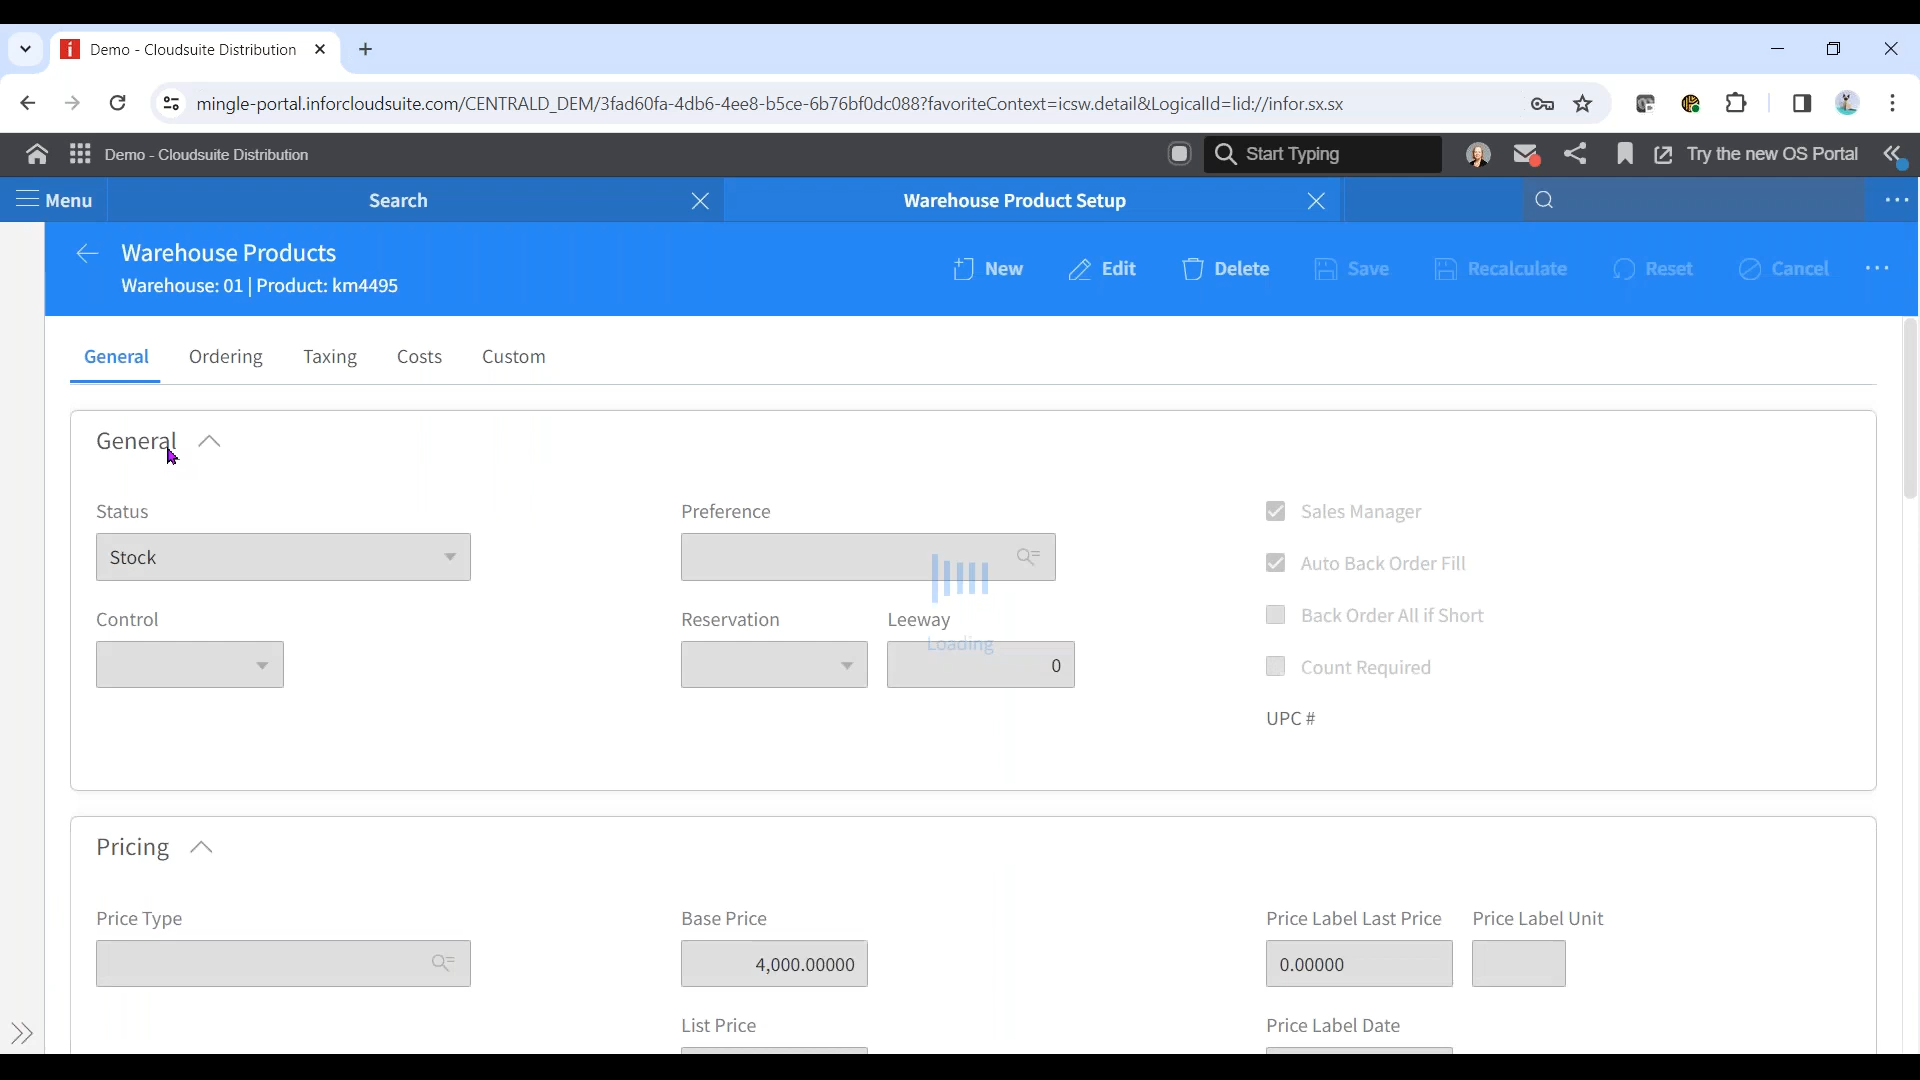 Demo - Cloudsuite Distribution
mingle-portal.inforcloudsuite.com/CENTRALD_DEM/3fad60fa-4db6-4ee8-b5ce-6b76bf0dc088?favoriteContext=icsw.detail&LogicalId=lid://infor.sx.sx
Demo - Cloudsuite Distribution
Start Typing
Try the new OS Portal
Menu
Search
Warehouse Product Setup
Warehouse Products
Warehouse: 01 | Product: km4495
New
Edit
Delete
Save
Recalculate
Reset
Cancel
General
Ordering
Taxing
Costs
Custom
General
Status
Preference
Sales Manager
Stock
Auto Back Order Fill
Control
Reservation
Leeway
Back Order All if Short
Loading
0
Count Required
UPC #
Pricing
Price Type
Base Price
Price Label Last Price
Price Label Unit
4,000.00000
0.00000
List Price
Price Label Date